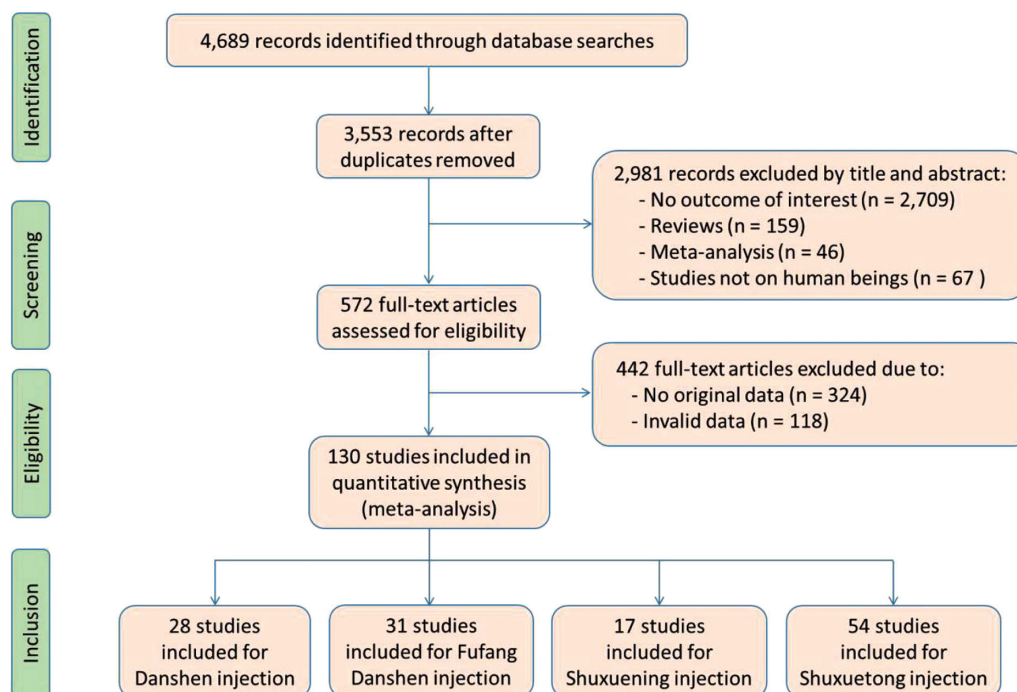 Identification
4,689 records identified through database searches
3,553 records after
duplicates removed
2,981 records excluded by title and abstract:
- No outcome of interest (n = 2,709)
- Reviews (n = 159)
- Meta-analysis (n = 46)
- Studies not on human beings (n = 67 )
Screening
572 full-text articles
assessed for eligibility
442 full-text articles excluded due to:
- No original data (n = 324)
- Invalid data (n = 118)
Eligibility
130 studies included in
quantitative synthesis
(meta-analysis)
Inclusion
28 studies
included for
Danshen injection
31 studies
included for Fufang
Danshen injection
17 studies
included for
Shuxuening injection
54 studies
included for
Shuxuetong injection